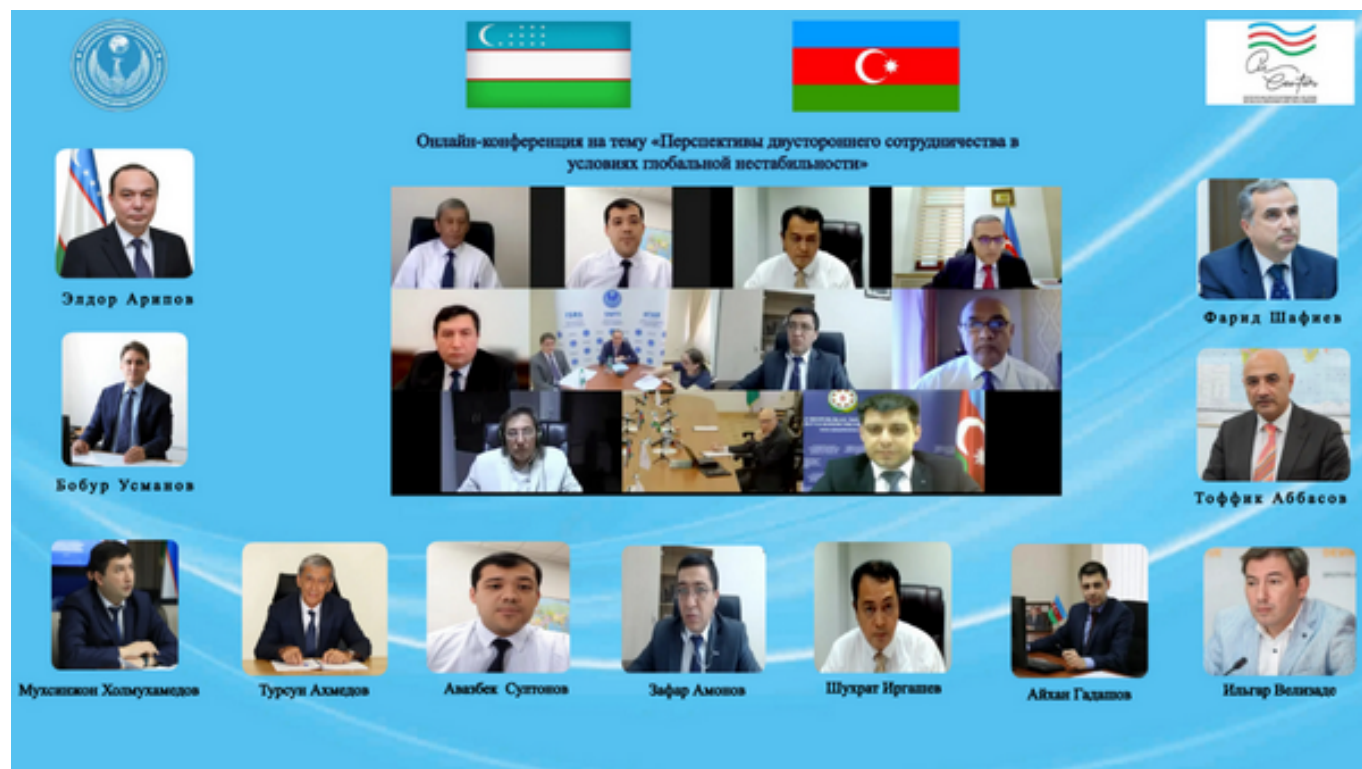 Онлайн-конференция на тему «Перспективы двустороннего сотрудничества в
условиях глобальной нестабильности»
Элдор Арипов
Фарид Шафиев
Бобур Усманов
Тоффик Аббасов
Мухсинжон Холмухамедов
Турсун Ахмедов
Авазбек Султонов
Зафар Амонов
Шухрат Иргашев
Айхан Гадашов
Ильгар Велизаде